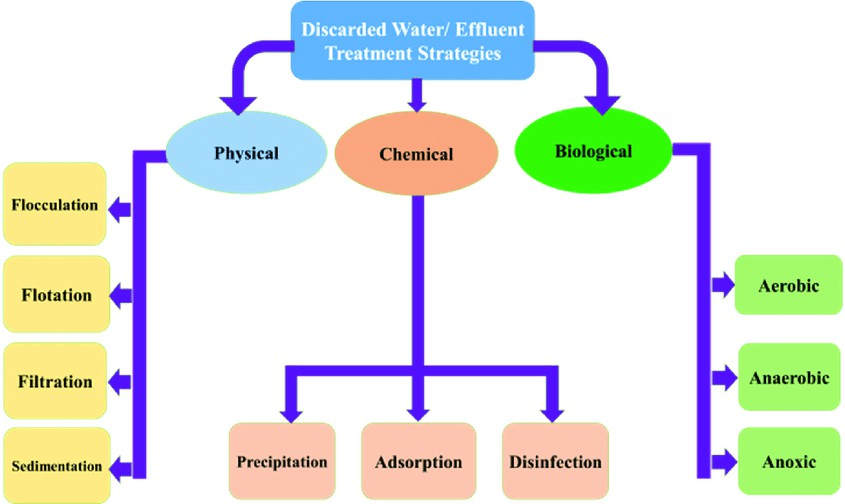 Discarded Water/ Effluent
Treatment Strategies
Physical
Chemical
Biological
Flocculation
Flotation
Filtration
Sedimentation
Precipitation
Adsorption
Disinfection
Aerobic
Anaerobic
Anoxic